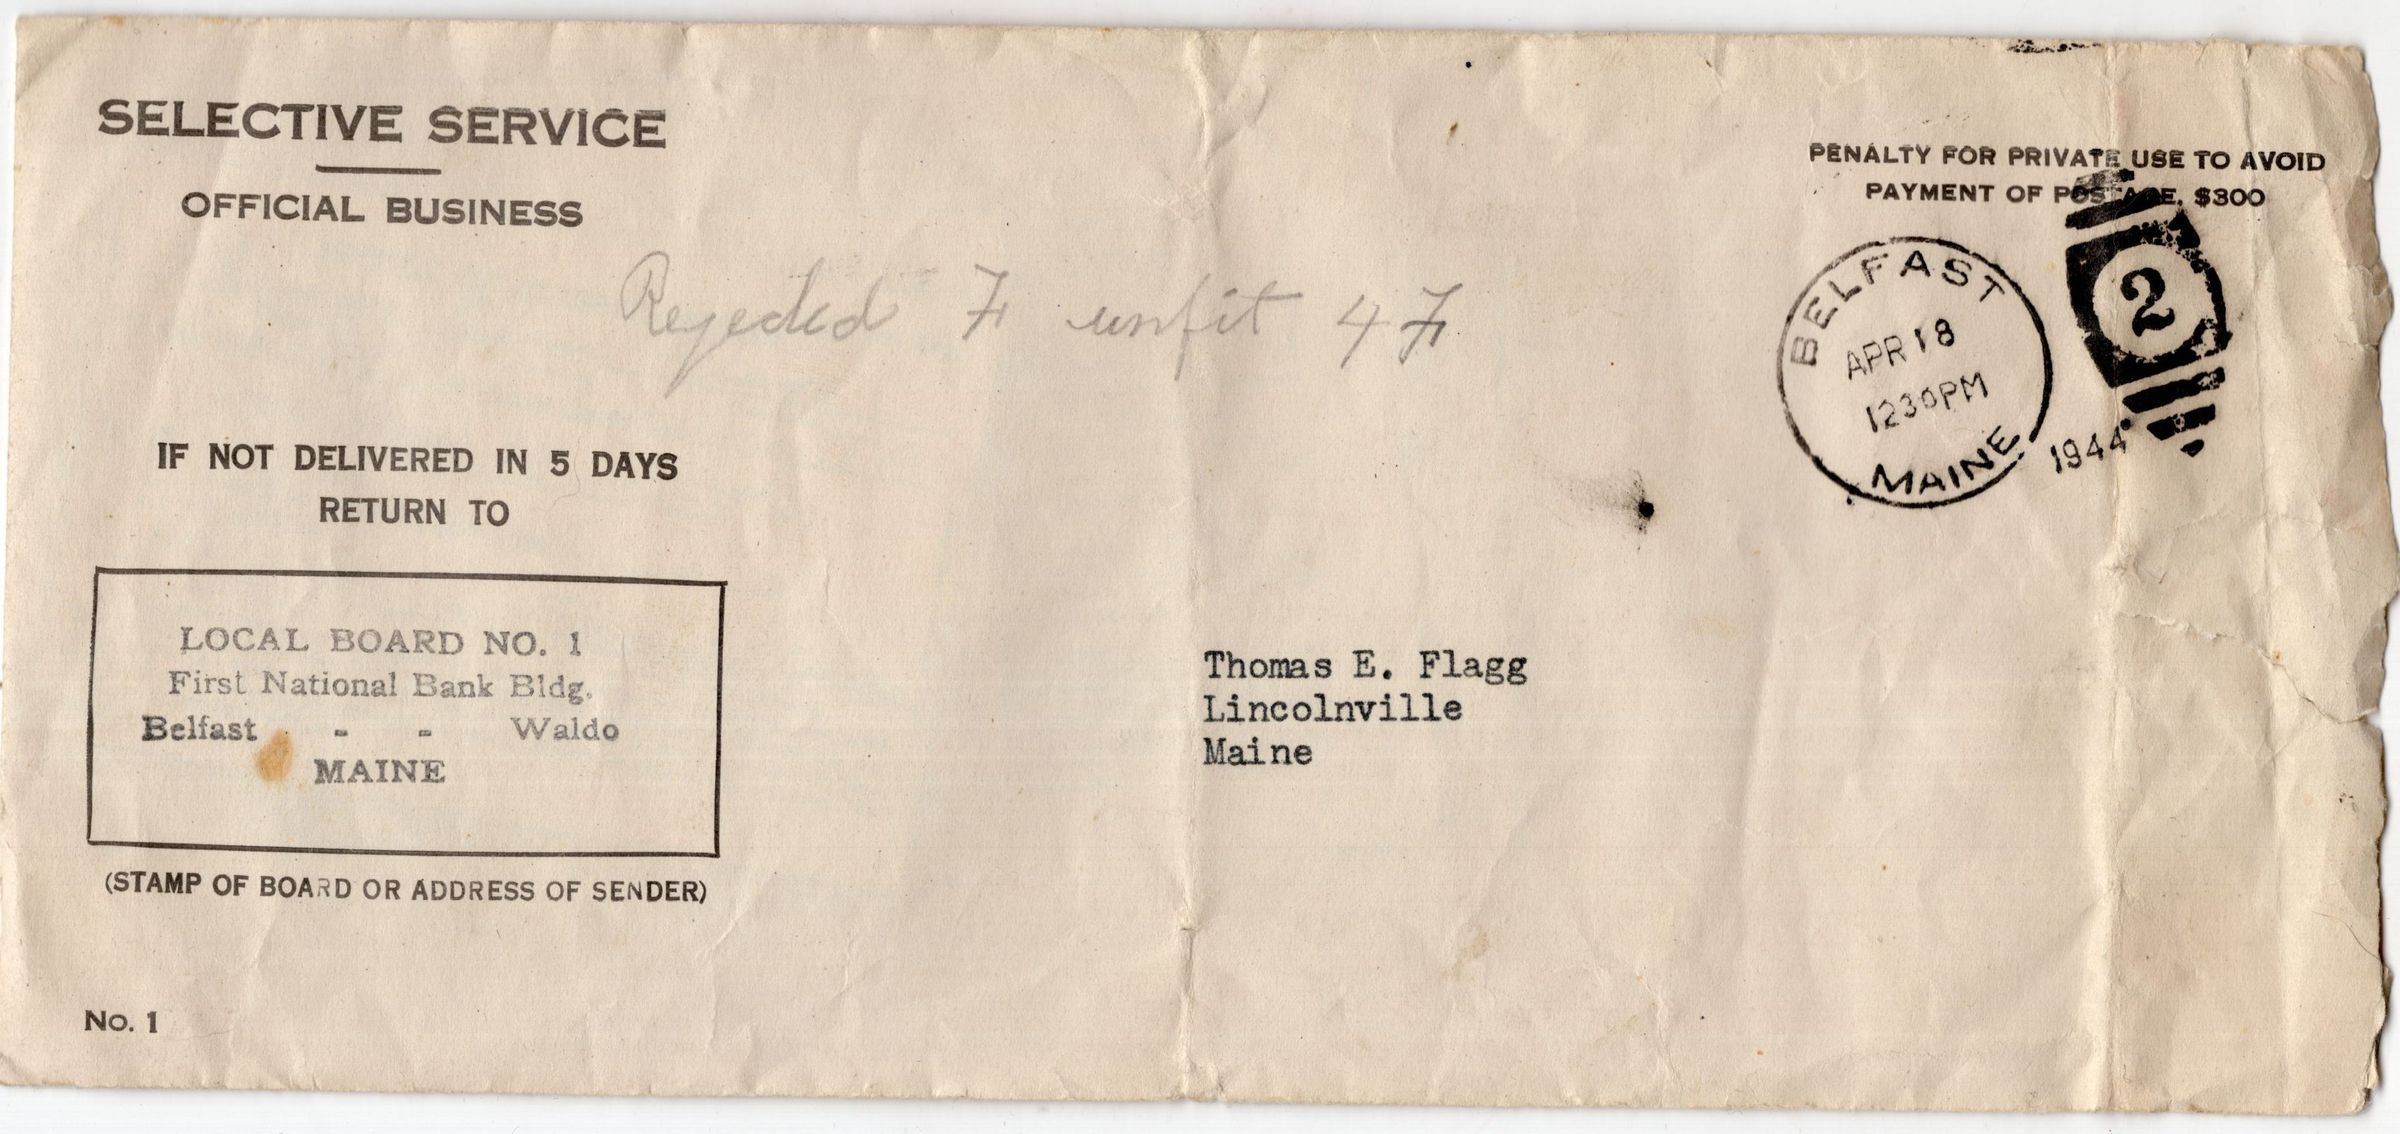 SELECTIVE SERVICE
OFFICIAL BUSINESS
PENALTY FOR PRIVATE USE TO AVOID
PAYMENT OF POSTAGE, $300
BELFAST
APR 18
1230PM
MAINE
1944
2
Rejected F unfit 4 F
IF NOT DELIVERED IN 5 DAYS
RETURN TO
LOCAL BOARD NO. 1
First National Bank Bldg.
Belfast - - Waldo
MAINE
(STAMP OF BOARD OR ADDRESS OF SENDER)
Thomas E. Flagg
Lincolnville
Maine
No. 1